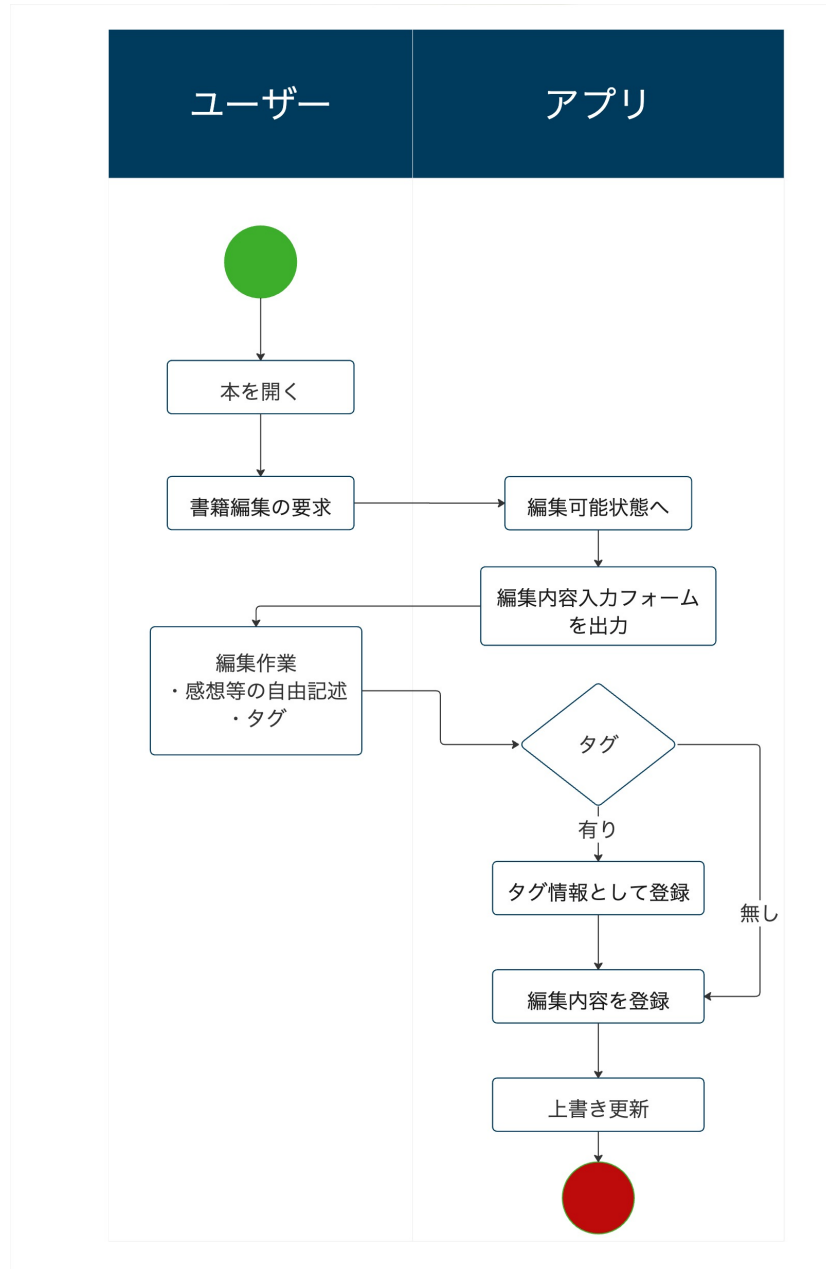 ユーザー
アプリ
本を開く
書籍編集の要求
編集可能状態へ
編集内容入力フォーム
を出力
編集作業
・感想等の自由記述
・タグ
タグ
有り
タグ情報として登録
無し
編集内容を登録
上書き更新